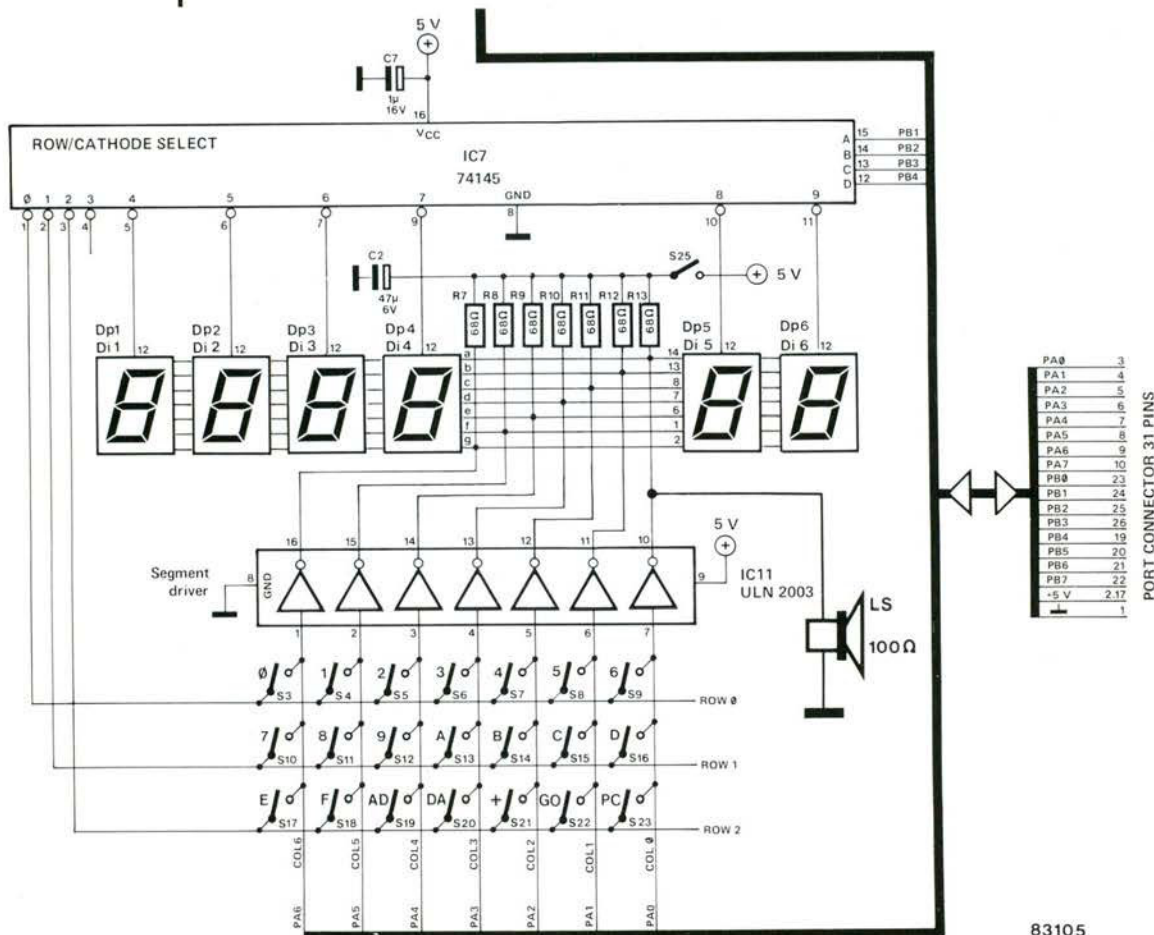 5 V
C7
1μ
16V
16
VCC
ROW/CATHODE SELECT
IC7
74145
A 15 PB1
B 14 PB2
C 13 PB3
D 12 PB4
0 1 2 3 4 5 6 7 GND 8 9
1 2 3 4 5 6 7 9 8 10 11
C2
47μ
6V
S25
5 V
R7 R8 R9 R10 R11 R12 R13
68Ω 68Ω 68Ω 68Ω 68Ω 68Ω 68Ω
Dp1 Dp2 Dp3 Dp4 Dp5 Dp6
Di 1 12 Di 2 12 Di 3 12 Di 4 12 Di 5 12 Di 6 12
a 14
b 13
c 8
d 7
e 6
f 1
g 2
8 8 8 8 8 8
16 15 14 13 12 11 10
5 V
Segment
driver
8
GND
9
IC11
ULN 2003
1 2 3 4 5 6 7
LS
100Ω
Ø 1 2 3 4 5 6
S3 S4 S5 S6 S7 S8 S9 ROW Ø
7 8 9 A B C D
S10 S11 S12 S13 S14 S15 S16 ROW 1
E F AD DA + GO PC
S17 S18 S19 S20 S21 S22 S23 ROW 2
COL6 COL5 COL4 COL3 COL2 COL1 COL Ø
PA6 PA5 PA4 PA3 PA2 PA1 PA0
PAØ 3
PA1 4
PA2 5
PA3 6
PA4 7
PA5 8
PA6 9
PA7 10
PBØ 23
PB1 24
PB2 25
PB3 26
PB4 19
PB5 20
PB6 21
PB7 22
+5 V 2.17
1
PORT CONNECTOR 31 PINS
83105